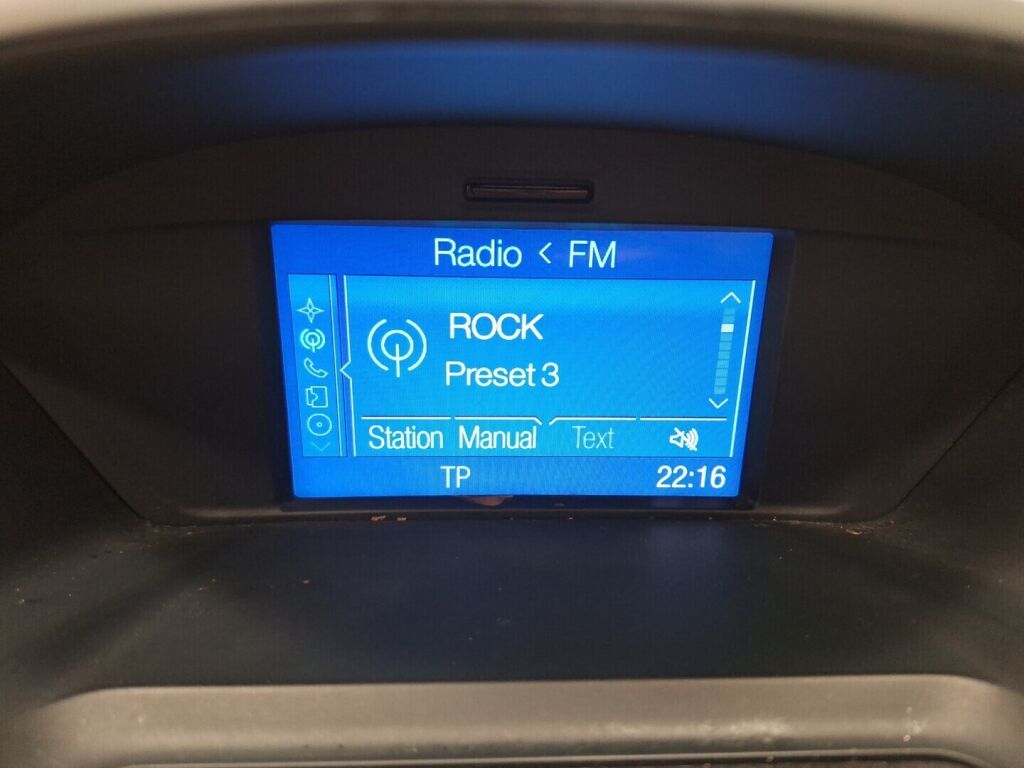 Radio < FM
ROCK
Preset 3
Station Manual Text
TP 22:16